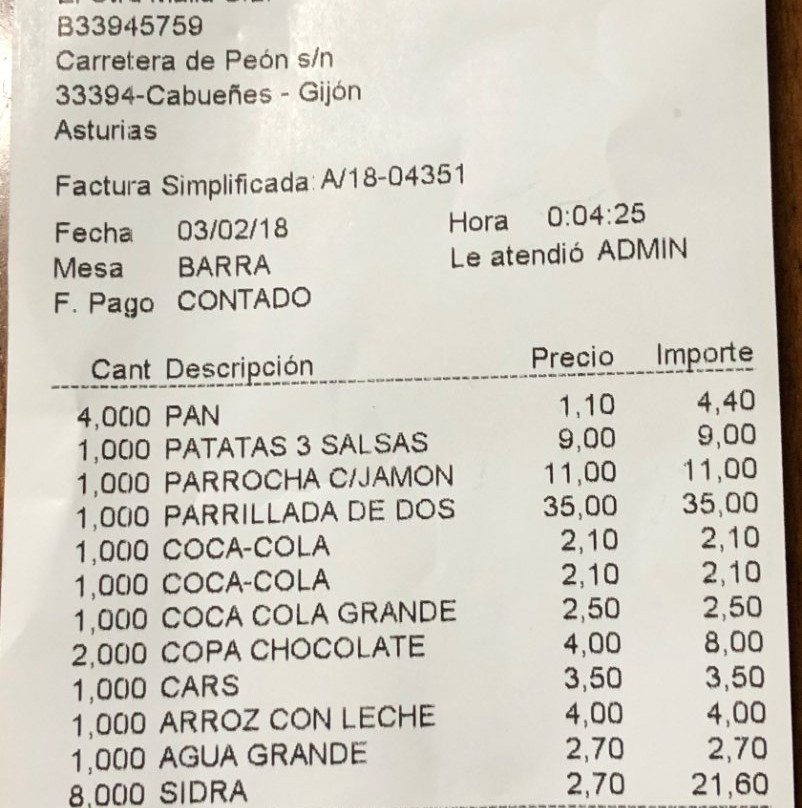 B33945759
Carretera de Peón s/n
33394-Cabueñes - Gijón
Asturias
Factura Simplificada: A/18-04351
Fecha 03/02/18 Hora 0:04:25
Mesa BARRA Le atendió ADMIN
F. Pago CONTADO
Cant Descripción Precio Importe
4,000 PAN 1,10 4,40
1,000 PATATAS 3 SALSAS 9,00 9,00
1,000 PARROCHA C/JAMON 11,00 11,00
1,000 PARRILLADA DE DOS 35,00 35,00
1,000 COCA-COLA 2,10 2,10
1,000 COCA-COLA 2,10 2,10
1,000 COCA COLA GRANDE 2,50 2,50
2,000 COPA CHOCOLATE 4,00 8,00
1,000 CARS 3,50 3,50
1,000 ARROZ CON LECHE 4,00 4,00
1,000 AGUA GRANDE 2,70 2,70
8,000 SIDRA 2,70 21,60